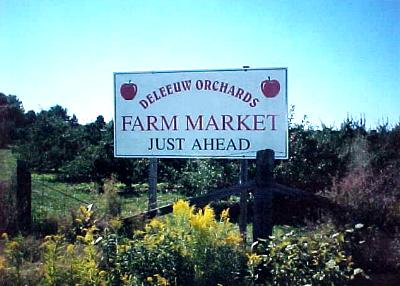 DELEEUW ORCHARDS
FARM MARKET
JUST AHEAD